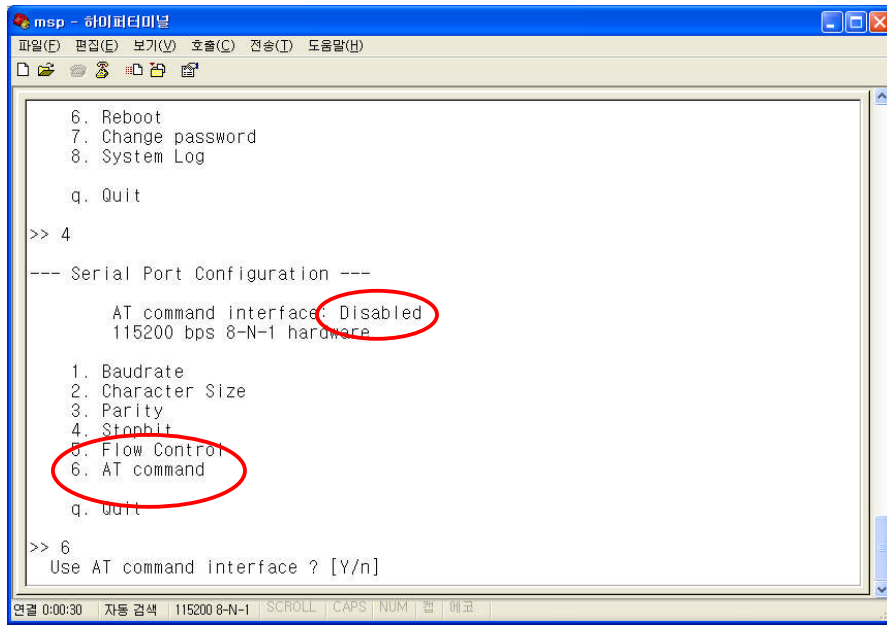 msp - 하이퍼터미널
파일(F) 편집(E) 보기(V) 호출(C) 전송(T) 도움말(H)
6. Reboot
7. Change password
8. System Log
q. Quit
>> 4
--- Serial Port Configuration ---
AT command interface: Disabled
115200 bps 8-N-1 hardware
1. Baudrate
2. Character Size
3. Parity
4. Stopbit
5. Flow Control
6. AT command
q. Quit
>> 6
Use AT command interface ? [Y/n]
연결 0:00:30 자동 검색 115200 8-N-1 SCROLL CAPS NUM 캡 에코